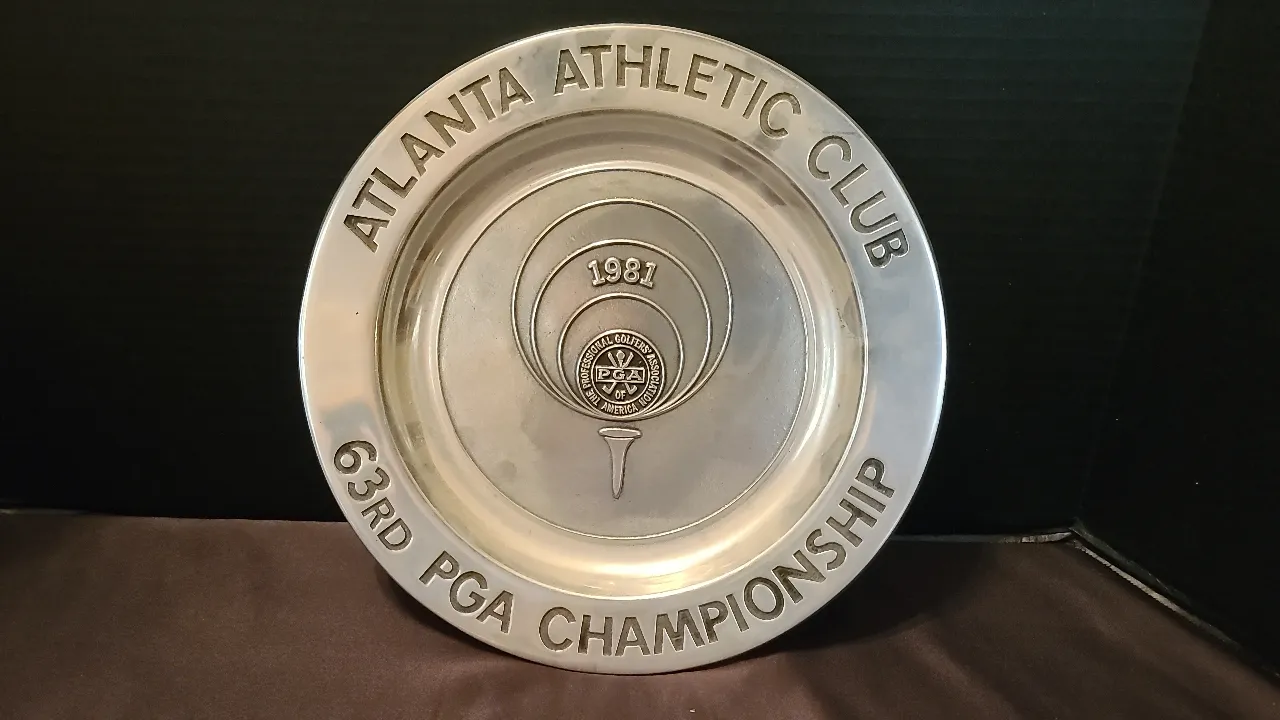 ATLANTA ATHLETIC CLUB
1981
THE PROFESSIONAL GOLFERS' ASSOCIATION
PGA
OF
AMERICA
63RD PGA CHAMPIONSHIP